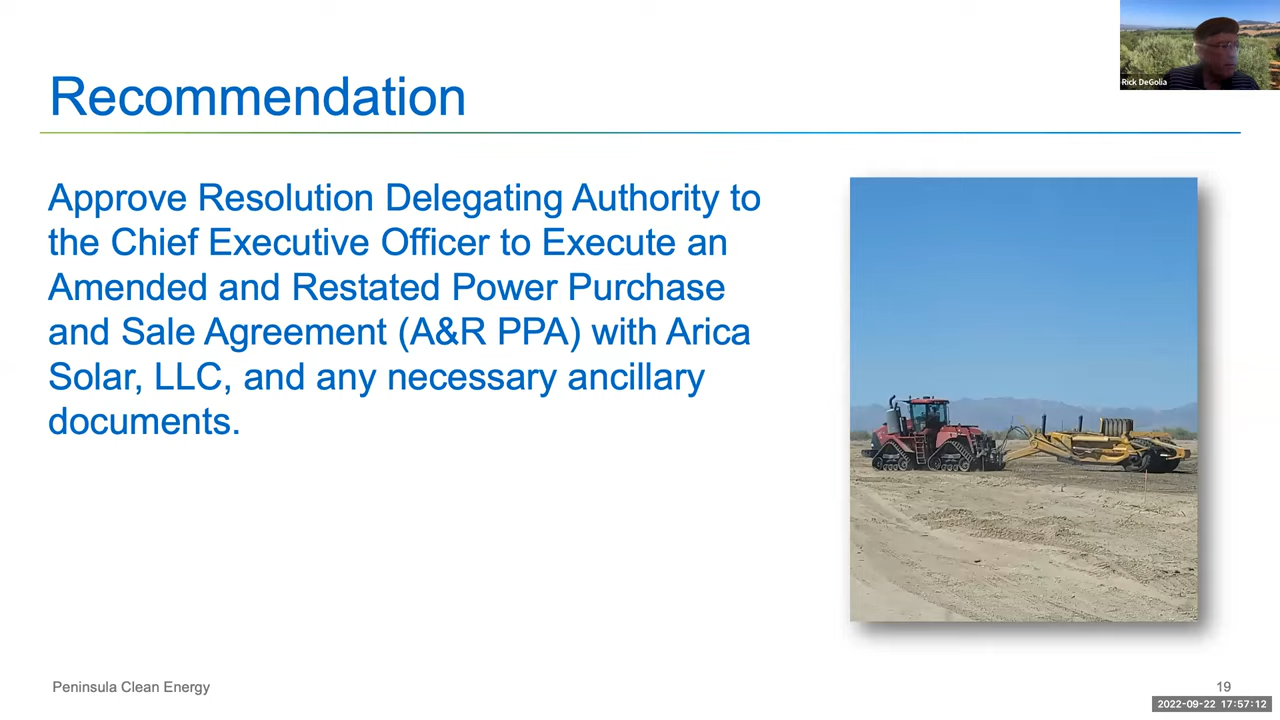 Rick DeGolia
Recommendation
Approve Resolution Delegating Authority to
the Chief Executive Officer to Execute an
Amended and Restated Power Purchase
and Sale Agreement (A&R PPA) with Arica
Solar, LLC, and any necessary ancillary
documents.
Peninsula Clean Energy
19
2022-09-22 17:57:12